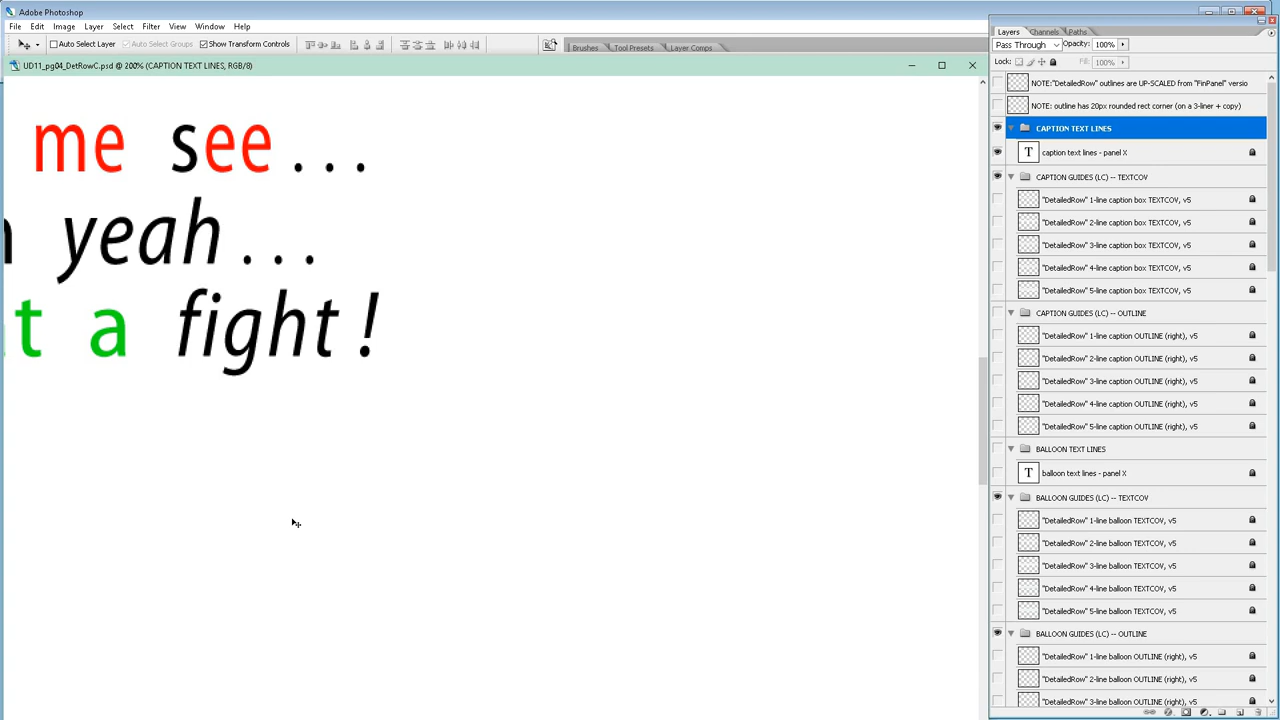 Adobe Photoshop
File Edit Image Layer Select Filter View Window Help
Auto Select Layer Auto Select Groups Show Transform Controls Brushes Tool Presets Layer Comps
UD11_pg04_DetRowC.psd @ 200% (CAPTION TEXT LINES, RGB/8)
me see...
yeah...
t a fight!
Layers Channels Paths
Pass Through Opacity: 100%
Lock: Fill: 100%
NOTE:"DetailedRow" outlines are UP-SCALED from "FinPanel" versio
NOTE: outline has 20px rounded rect corner (on a 3-liner + copy)
CAPTION TEXT LINES
T caption text lines - panel X
CAPTION GUIDES (LC) -- TEXTCOV
"DetailedRow" 1-line caption box TEXTCOV, v5
"DetailedRow" 2-line caption box TEXTCOV, v5
"DetailedRow" 3-line caption box TEXTCOV, v5
"DetailedRow" 4-line caption box TEXTCOV, v5
"DetailedRow" 5-line caption box TEXTCOV, v5
CAPTION GUIDES (LC) -- OUTLINE
"DetailedRow" 1-line caption OUTLINE (right), v5
"DetailedRow" 2-line caption OUTLINE (right), v5
"DetailedRow" 3-line caption OUTLINE (right), v5
"DetailedRow" 4-line caption OUTLINE (right), v5
"DetailedRow" 5-line caption OUTLINE (right), v5
BALLOON TEXT LINES
T balloon text lines - panel X
BALLOON GUIDES (LC) -- TEXTCOV
"DetailedRow" 1-line balloon TEXTCOV, v5
"DetailedRow" 2-line balloon TEXTCOV, v5
"DetailedRow" 3-line balloon TEXTCOV, v5
"DetailedRow" 4-line balloon TEXTCOV, v5
"DetailedRow" 5-line balloon TEXTCOV, v5
BALLOON GUIDES (LC) -- OUTLINE
"DetailedRow" 1-line balloon OUTLINE (right), v5
"DetailedRow" 2-line balloon OUTLINE (right), v5
"DetailedRow" 3-line balloon OUTLINE (right), v5